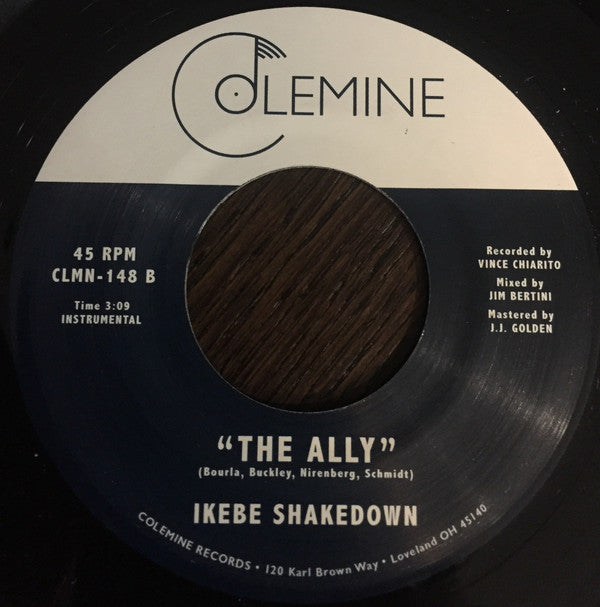 COLEMINE
45 RPM
CLMN-148 B
Time 3:09
INSTRUMENTAL
Recorded by
VINCE CHIARITO
Mixed by
JIM BERTINI
Mastered by
J.J. GOLDEN
"THE ALLY"
(Bourla, Buckley, Nirenberg, Schmidt)
IKEBE SHAKEDOWN
COLEMINE RECORDS • 120 Karl Brown Way • Loveland OH 45140